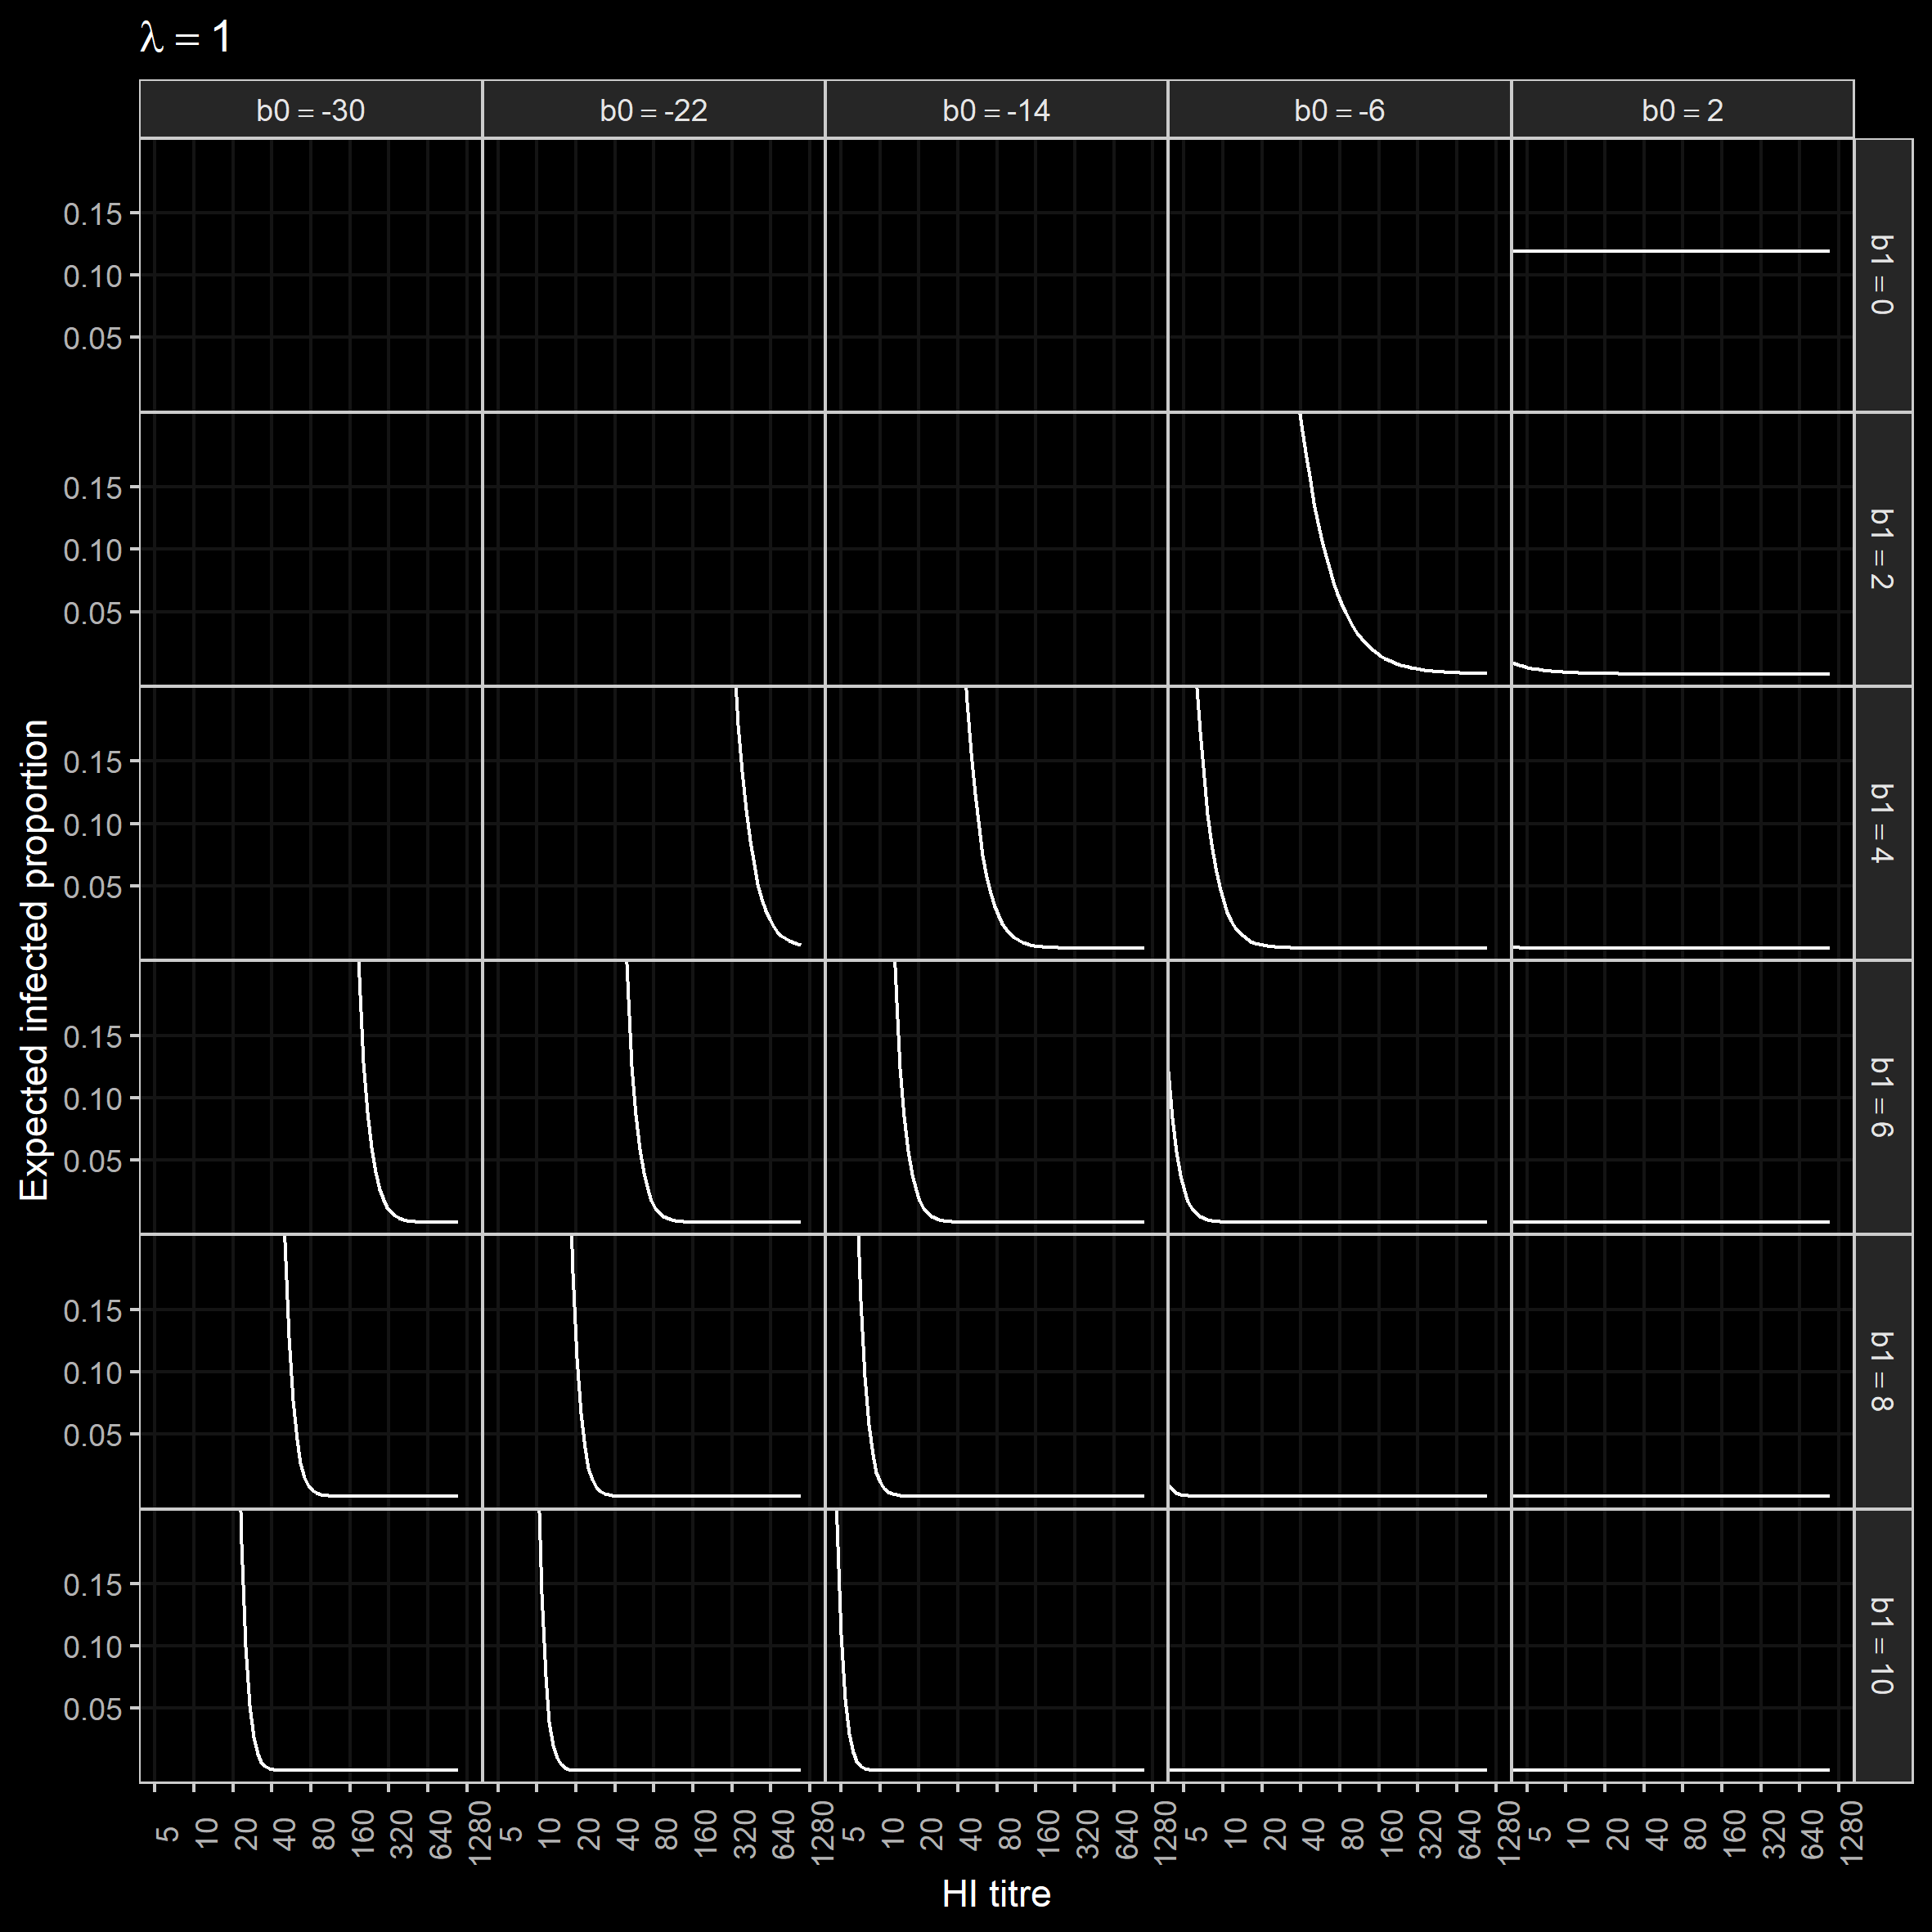 λ = 1
b0 = -30
b0 = -22
b0 = -14
b0 = -6
b0 = 2
0.15
0.10
0.05
b1 = 0
0.15
0.10
0.05
b1 = 2
0.15
0.10
0.05
b1 = 4
0.15
0.10
0.05
b1 = 6
0.15
0.10
0.05
b1 = 8
0.15
0.10
0.05
b1 = 10
Expected infected proportion
5 10 20 40 80 160 320 640 1280
5 10 20 40 80 160 320 640 1280
5 10 20 40 80 160 320 640 1280
5 10 20 40 80 160 320 640 1280
5 10 20 40 80 160 320 640 1280
HI titre